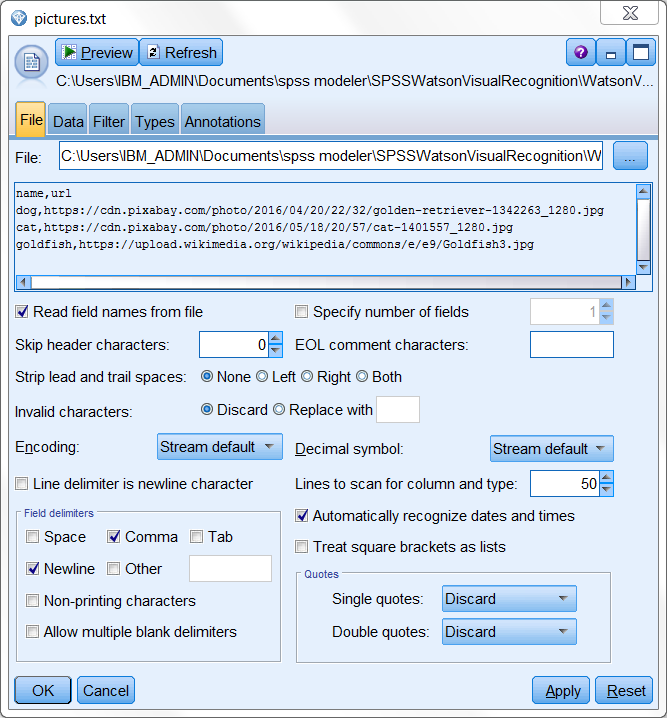 pictures.txt
Preview Refresh ?
C:\Users\IBM_ADMIN\Documents\spss modeler\SPSSWatsonVisualRecognition\WatsonV...
File Data Filter Types Annotations
File: C:\Users\IBM_ADMIN\Documents\spss modeler\SPSSWatsonVisualRecognition\W ...
name,url
dog,https://cdn.pixabay.com/photo/2016/04/20/22/32/golden-retriever-1342263_1280.jpg
cat,https://cdn.pixabay.com/photo/2016/05/18/20/57/cat-1401557_1280.jpg
goldfish,https://upload.wikimedia.org/wikipedia/commons/e/e9/Goldfish3.jpg
Read field names from file Specify number of fields 1
Skip header characters: 0 EOL comment characters:
Strip lead and trail spaces: None Left Right Both
Invalid characters: Discard Replace with
Encoding: Stream default Decimal symbol: Stream default
Line delimiter is newline character Lines to scan for column and type: 50
Field delimiters
Space Comma Tab
Newline Other
Non-printing characters
Allow multiple blank delimiters
Automatically recognize dates and times
Treat square brackets as lists
Quotes
Single quotes: Discard
Double quotes: Discard
OK Cancel Apply Reset